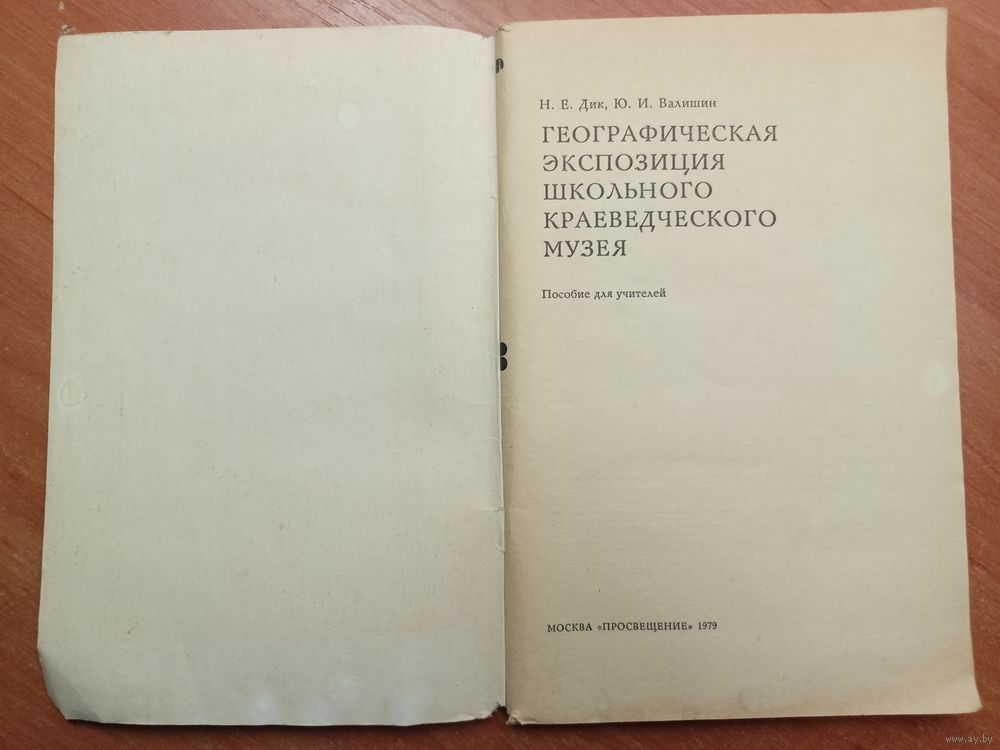 Н. Е. Дик, Ю. И. Валишин
ГЕОГРАФИЧЕСКАЯ
ЭКСПОЗИЦИЯ
ШКОЛЬНОГО
КРАЕВЕДЧЕСКОГО
МУЗЕЯ
Пособие для учителей
МОСКВА «ПРОСВЕЩЕНИЕ» 1979
www.ay.by